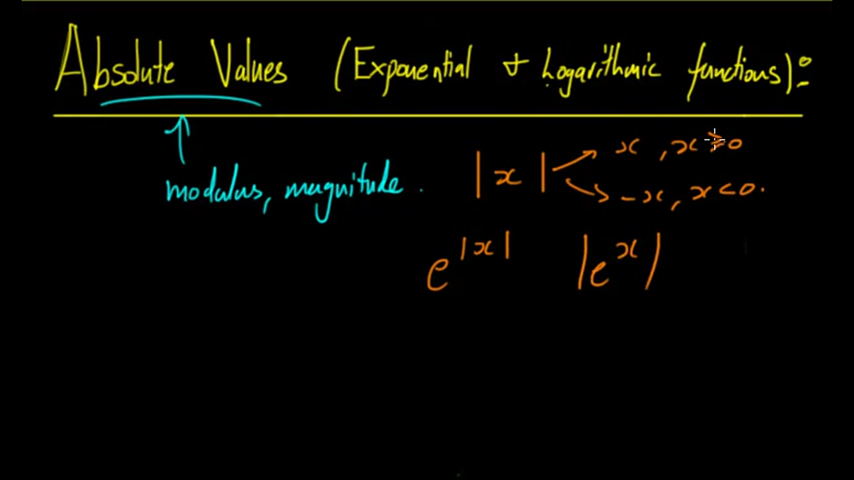 Absolute Values (Exponential + Logarithmic functions):
modulus, magnitude.
|x| x, x ≥ 0
-x, x < 0.
e^|x| |e^x|